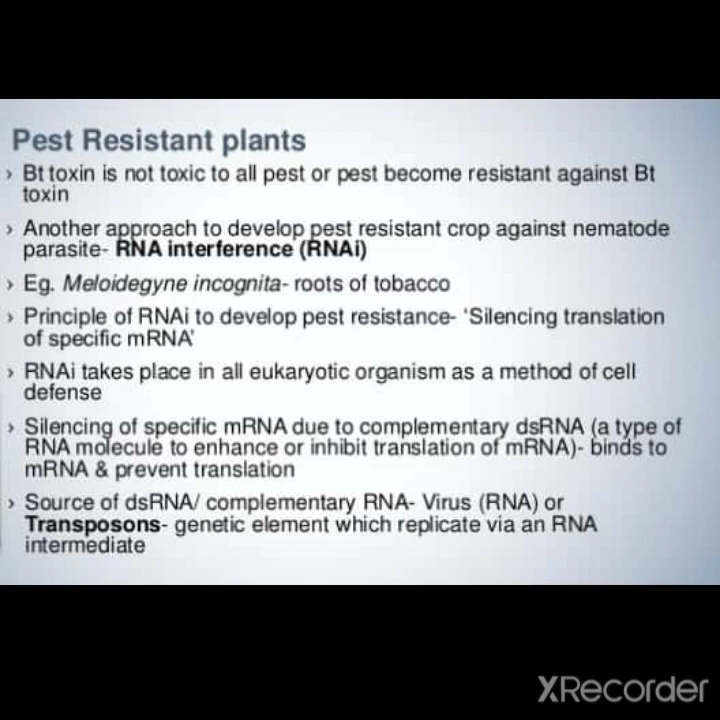 Pest Resistant plants
› Bt toxin is not toxic to all pest or pest become resistant against Bt
toxin
› Another approach to develop pest resistant crop against nematode
parasite- RNA interference (RNAi)
› Eg. Meloidegyne incognita- roots of tobacco
› Principle of RNAi to develop pest resistance- ‘Silencing translation
of specific mRNA’
› RNAi takes place in all eukaryotic organism as a method of cell
defense
› Silencing of specific mRNA due to complementary dsRNA (a type of
RNA molecule to enhance or inhibit translation of mRNA)- binds to
mRNA & prevent translation
› Source of dsRNA/ complementary RNA- Virus (RNA) or
Transposons- genetic element which replicate via an RNA
intermediate
XRecorder